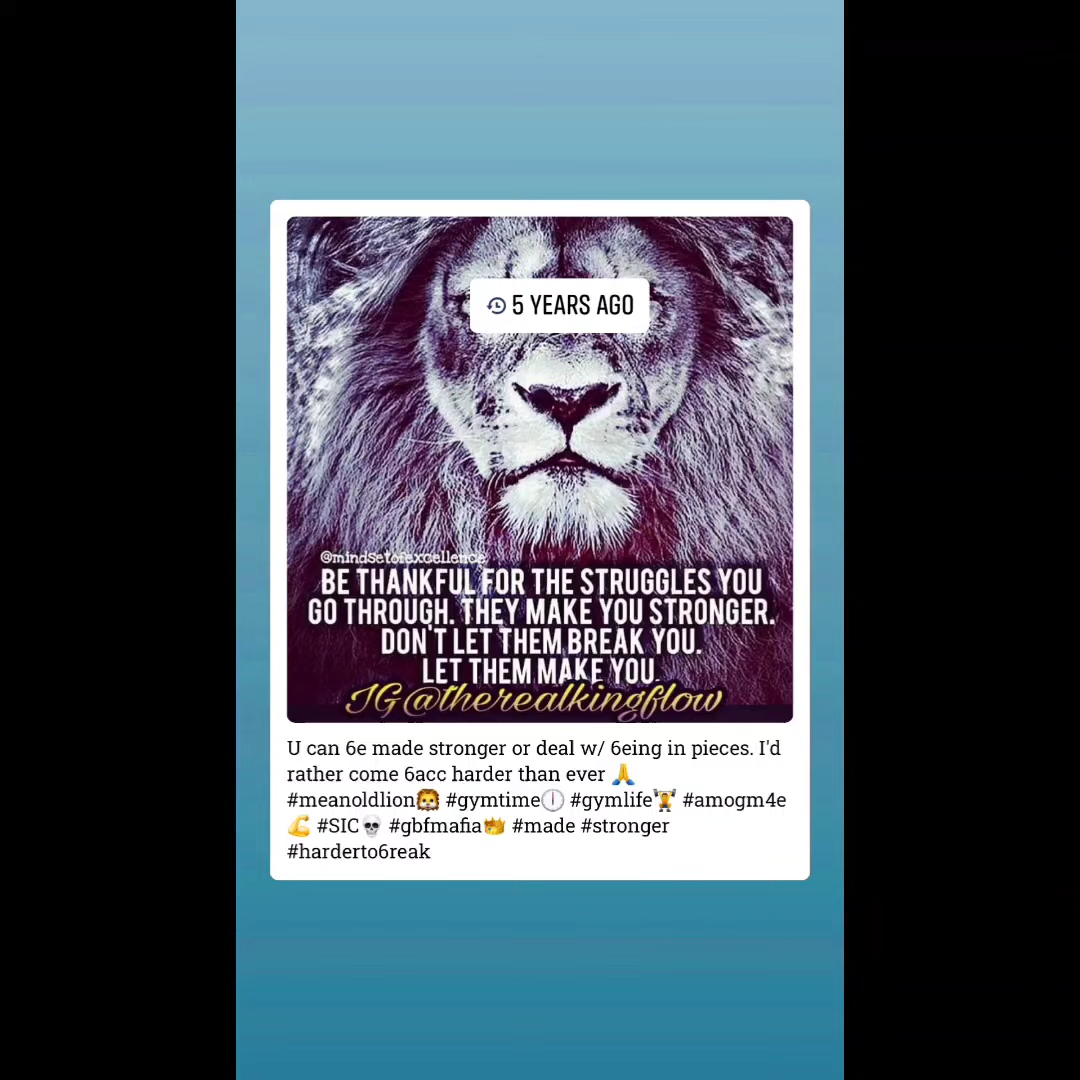 5 YEARS AGO
@mindsetofexcellence
BE THANKFUL FOR THE STRUGGLES YOU
GO THROUGH. THEY MAKE YOU STRONGER.
DON'T LET THEM BREAK YOU.
LET THEM MAKE YOU.
IG@therealkingflow
U can 6e made stronger or deal w/ 6eing in pieces. I'd
rather come 6acc harder than ever 🙏
#meanoldlion🦁 #gymtime🕕 #gymlife🏋 #amogm4e
💪 #SIC💀 #gbfmafia👑 #made #stronger
#harderto6reak